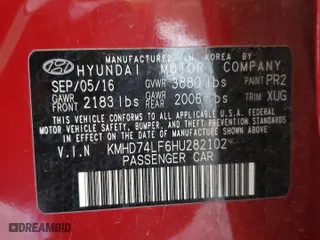 MANUFACTURED IN KOREA BY
HYUNDAI MOTOR COMPANY
SEP/05/16 GVWR 3880 lbs PAINT PR2
GAWR FRONT 2183 lbs GAWR REAR 2006 lbs TRIM XUG
THIS VEHICLE CONFORMS TO ALL APPLICABLE
FEDERAL MOTOR VEHICLE SAFETY, BUMPER, AND
THEFT PREVENTION STANDARDS IN EFFECT ON
THE DATE OF MANUFACTURE SHOWN ABOVE.
V.I.N KMHD74LF6HU282102
PASSENGER CAR